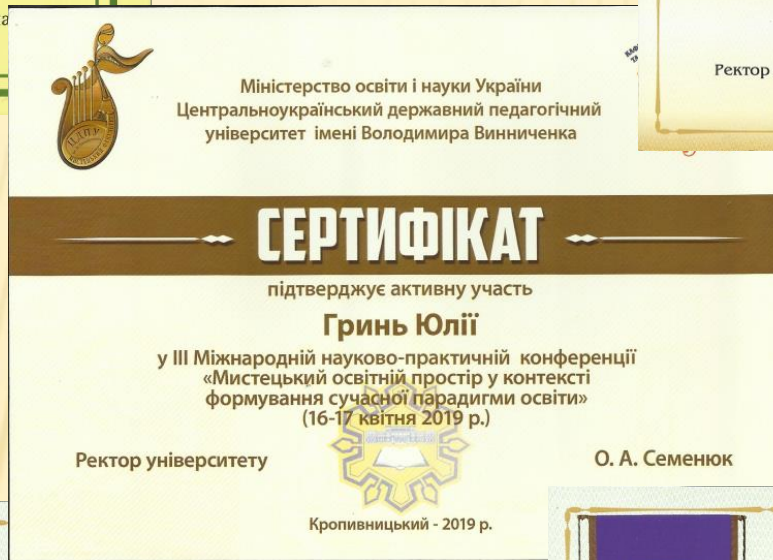 Міністерство освіти і науки України
Центральноукраїнський державний педагогічний
університет імені Володимира Винниченка
Ректор
СЕРТИФІКАТ
підтверджує активну участь
Гринь Юлії
у ІІІ Міжнародній науково-практичній конференції
«Мистецький освітній простір у контексті
формування сучасної парадигми освіти»
(16-17 квітня 2019 р.)
Ректор університету
О. А. Семенюк
Кропивницький - 2019 р.